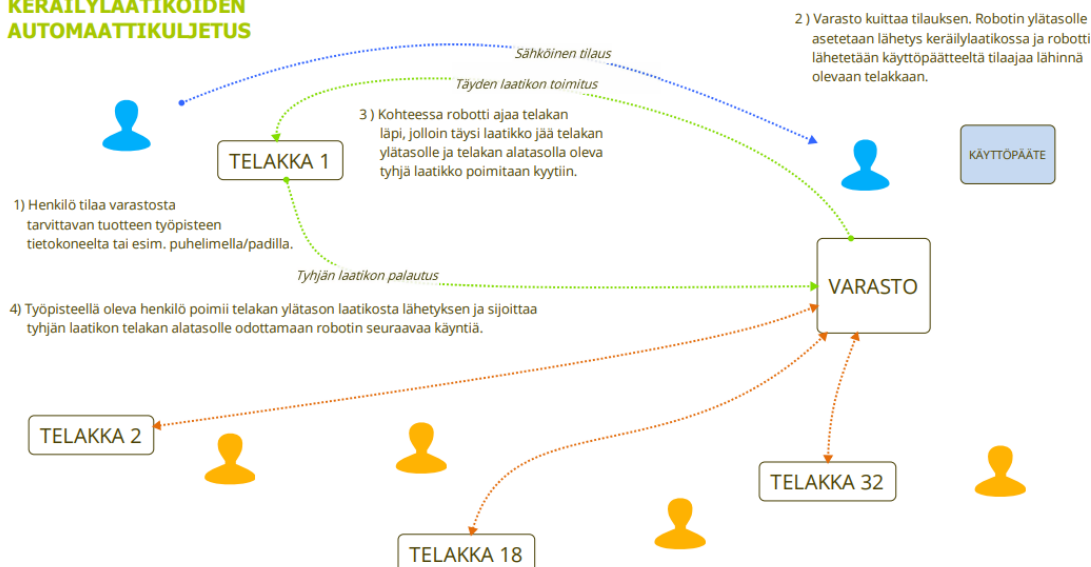 KERÄILYLAATIKOIDEN
AUTOMAATTIKULJETUS
2 ) Varasto kuittaa tilauksen. Robotin ylätasolle
asetetaan lähetys keräilylaatikossa ja robotti
lähetetään käyttöpäätteeltä tilaajaa lähinnä
olevaan telakkaan.
Sähköinen tilaus
Täyden laatikon toimitus
3 ) Kohteessa robotti ajaa telakan
läpi, jolloin täysi laatikko jää telakan
ylätasolle ja telakan alatasolla oleva
tyhjä laatikko poimitaan kyytiin.
TELAKKA 1
KÄYTTÖPÄÄTE
1) Henkilö tilaa varastosta
tarvittavan tuotteen työpisteen
tietokoneelta tai esim. puhelimella/padilla.
Tyhjän laatikon palautus
VARASTO
4) Työpisteellä oleva henkilö poimii telakan ylätason laatikosta lähetyksen ja sijoittaa
tyhjän laatikon telakan alatasolle odottamaan robotin seuraavaa käyntiä.
TELAKKA 2
TELAKKA 32
TELAKKA 18